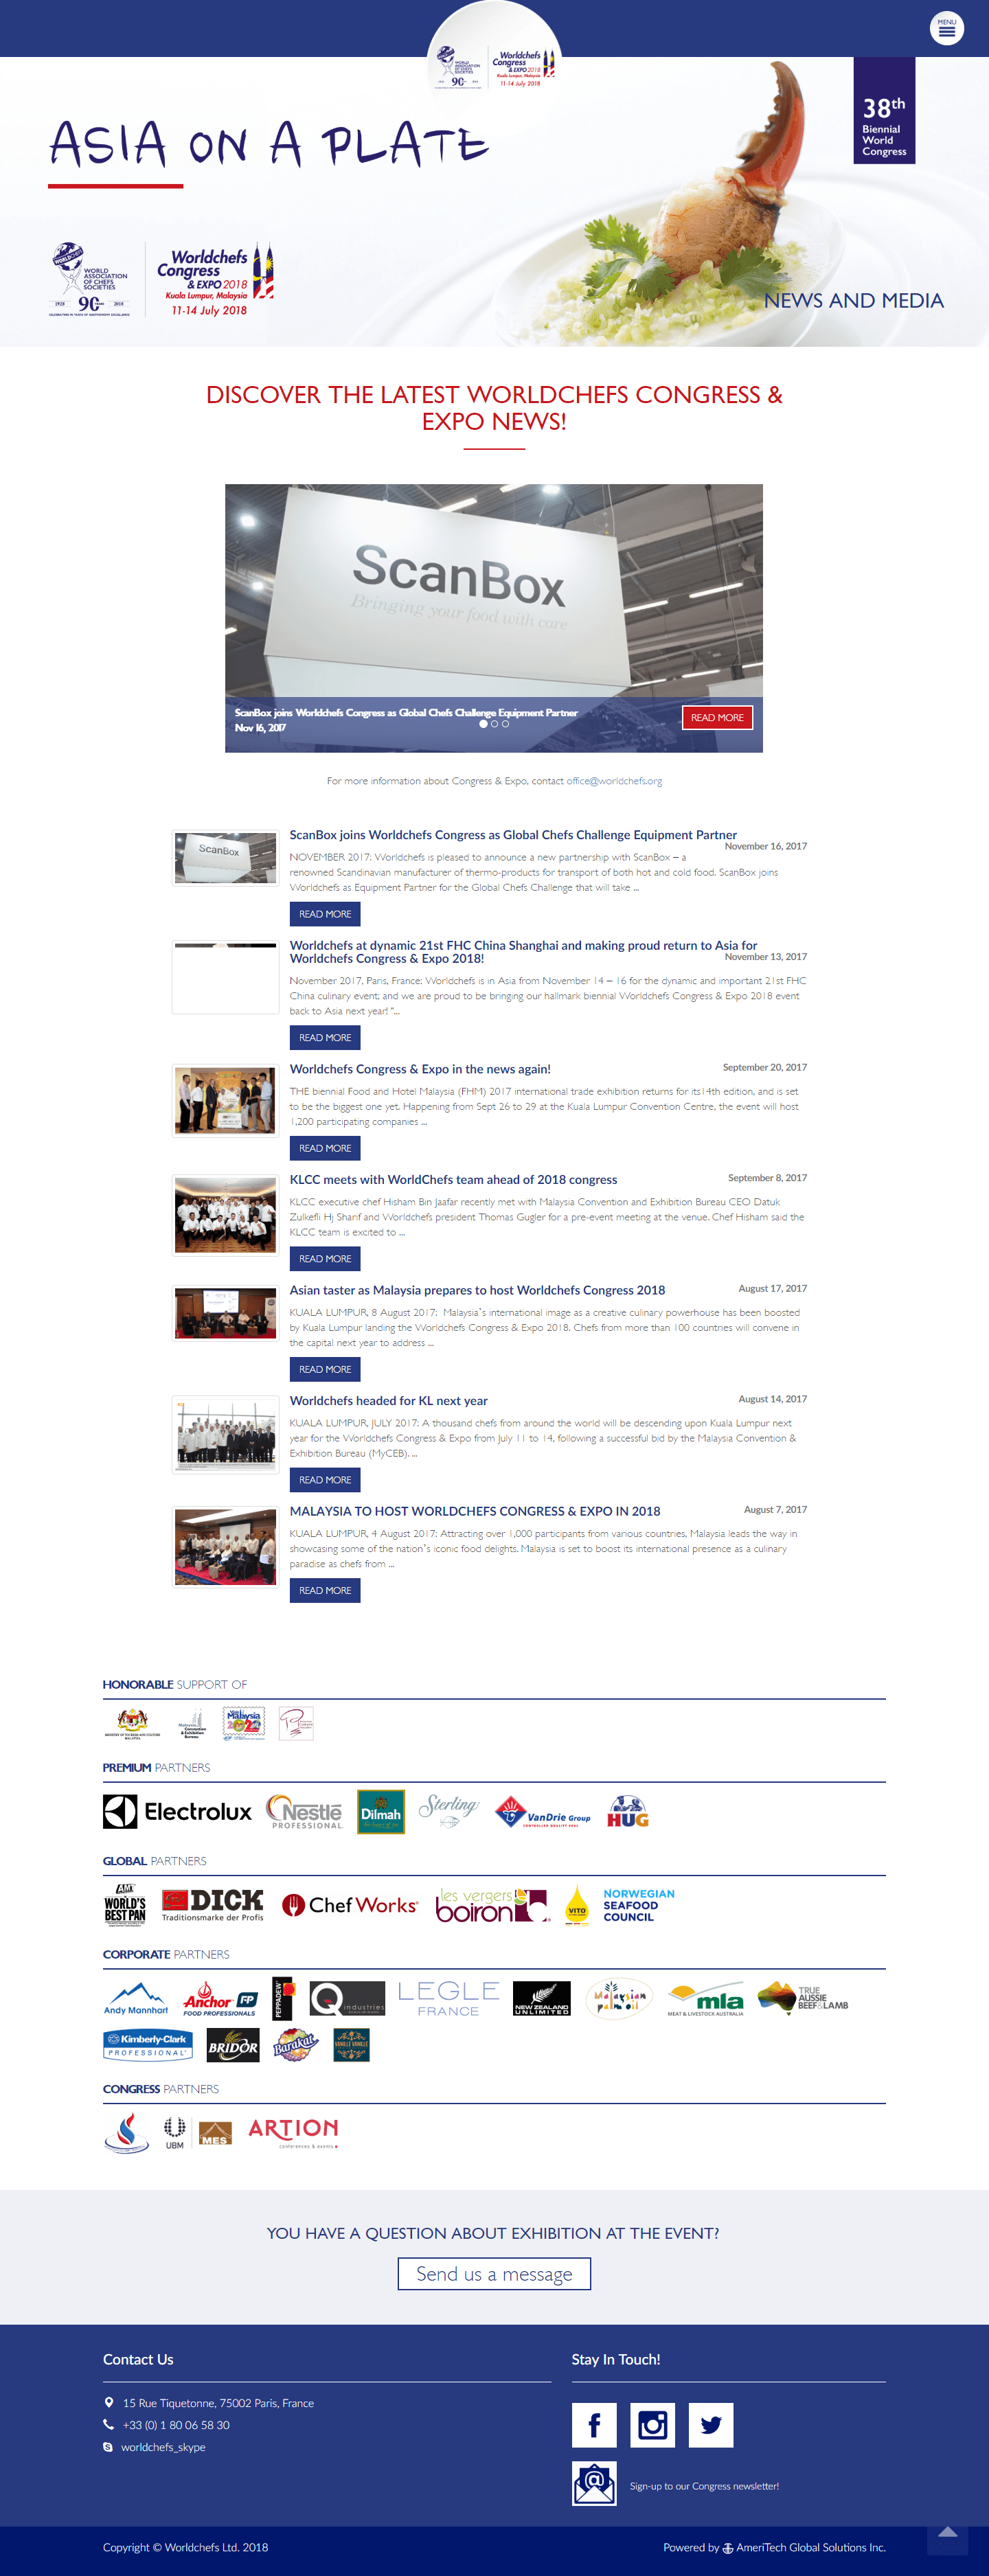 MENU
WORLD ASSOCIATION OF CHEFS SOCIETIES
90
Worldchefs
Congress
& EXPO 2018
Kuala Lumpur, Malaysia
11-14 July 2018
38th
Biennial
World
Congress
ASIA ON A PLATE
WORLDCHEFS
WORLD
ASSOCIATION
OF CHEFS
SOCIETIES
1928 90 2018
Worldchefs
Congress
& EXPO 2018
Kuala Lumpur, Malaysia
11-14 July 2018
NEWS AND MEDIA
DISCOVER THE LATEST WORLDCHEFS CONGRESS &
EXPO NEWS!
ScanBox
Bringing your food with care
ScanBox joins Worldchefs Congress as Global Chefs Challenge Equipment Partner
Nov 16, 2017
READ MORE
For more information about Congress & Expo, contact office@worldchefs.org
ScanBox
ScanBox joins Worldchefs Congress as Global Chefs Challenge Equipment Partner
November 16, 2017
NOVEMBER 2017: Worldchefs is pleased to announce a new partnership with ScanBox – a
renowned Scandinavian manufacturer of thermo-products for transport of both hot and cold food. ScanBox joins
Worldchefs as Equipment Partner for the Global Chefs Challenge that will take ...
READ MORE
Worldchefs at dynamic 21st FHC China Shanghai and making proud return to Asia for
Worldchefs Congress & Expo 2018!
November 13, 2017
November 2017, Paris, France: Worldchefs is in Asia from November 14 – 16 for the dynamic and important 21st FHC
China culinary event; and we are proud to be bringing our hallmark biennial Worldchefs Congress & Expo 2018 event
back to Asia next year! "...
READ MORE
Worldchefs Congress & Expo in the news again!
September 20, 2017
THE biennial Food and Hotel Malaysia (FHM) 2017 international trade exhibition returns for its14th edition, and is set
to be the biggest one yet. Happening from Sept 26 to 29 at the Kuala Lumpur Convention Centre, the event will host
1,200 participating companies ...
READ MORE
KLCC meets with WorldChefs team ahead of 2018 congress
September 8, 2017
KLCC executive chef Hisham Bin Jaafar recently met with Malaysia Convention and Exhibition Bureau CEO Datuk
Zulkefli Hj Sharif and Worldchefs president Thomas Gugler for a pre-event meeting at the venue. Chef Hisham said the
KLCC team is excited to ...
READ MORE
Asian taster as Malaysia prepares to host Worldchefs Congress 2018
August 17, 2017
KUALA LUMPUR, 8 August 2017: Malaysia's international image as a creative culinary powerhouse has been boosted
by Kuala Lumpur landing the Worldchefs Congress & Expo 2018. Chefs from more than 100 countries will convene in
the capital next year to address ...
READ MORE
Worldchefs headed for KL next year
August 14, 2017
KUALA LUMPUR, JULY 2017: A thousand chefs from around the world will be descending upon Kuala Lumpur next
year for the Worldchefs Congress & Expo from July 11 to 14, following a successful bid by the Malaysia Convention &
Exhibition Bureau (MyCEB). ...
READ MORE
MALAYSIA TO HOST WORLDCHEFS CONGRESS & EXPO IN 2018
August 7, 2017
KUALA LUMPUR, 4 August 2017: Attracting over 1,000 participants from various countries, Malaysia leads the way in
showcasing some of the nation's iconic food delights. Malaysia is set to boost its international presence as a culinary
paradise as chefs from ...
READ MORE
HONORABLE SUPPORT OF
MINISTRY OF TOURISM AND CULTURE
MALAYSIA
Malaysia
Convention
& Exhibition
Bureau
Malaysia
2020
PREMIUM PARTNERS
Electrolux
Nestlé
PROFESSIONAL
Dilmah
Sterling
VanDrie Group
CONTROLLED QUALITY VEAL
HUG
GLOBAL PARTNERS
AMT
WORLD'S
BEST PAN
DICK
Traditionsmarke der Profis
Chef Works
les vergers
boiron
VITO
NORWEGIAN
SEAFOOD
COUNCIL
CORPORATE PARTNERS
Andy Mannhart
Anchor FP
FOOD PROFESSIONALS
PEPPADEW
Q industries
LEGLE
FRANCE
NEW ZEALAND
UNLIMITED
malaysian
palm oil
mla
MEAT & LIVESTOCK AUSTRALIA
TRUE
AUSSIE
BEEF & LAMB
Kimberly-Clark
PROFESSIONAL
BRIDOR
Barakat
CONGRESS PARTNERS
UBM
MES
ARTION
conferences & events
YOU HAVE A QUESTION ABOUT EXHIBITION AT THE EVENT?
Send us a message
Contact Us
15 Rue Tiquetonne, 75002 Paris, France
+33 (0) 1 80 06 58 30
worldchefs_skype
Stay In Touch!
Sign-up to our Congress newsletter!
Copyright © Worldchefs Ltd. 2018
Powered by AmeriTech Global Solutions Inc.